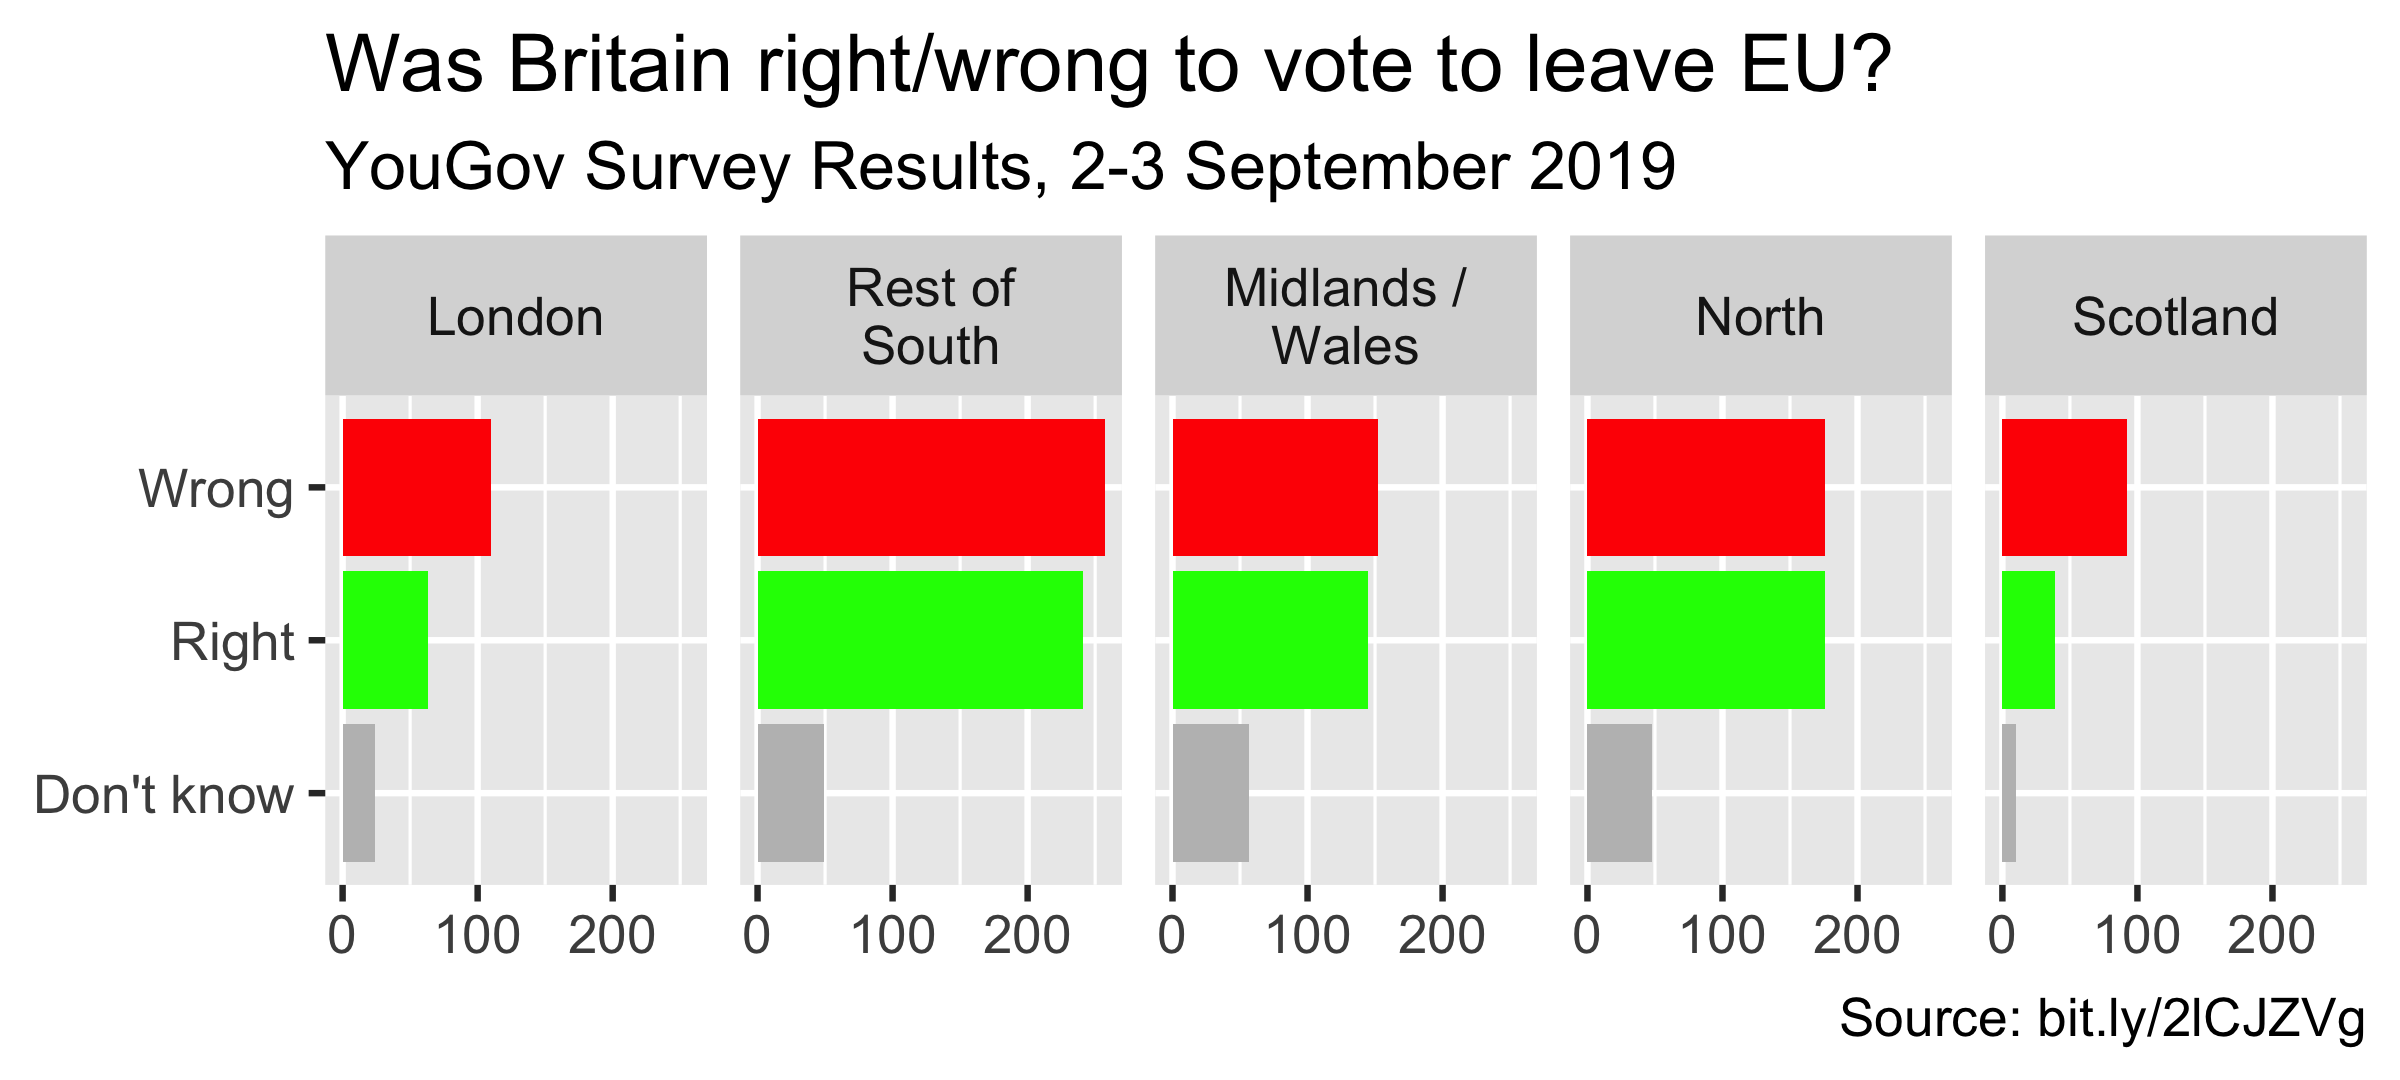 Was Britain right/wrong to vote to leave EU?
YouGov Survey Results, 2-3 September 2019
London
Rest of
South
Midlands /
Wales
North
Scotland
Wrong
Right
Don't know
0 100 200
0 100 200
0 100 200
0 100 200
0 100 200
Source: bit.ly/2lCJZVg